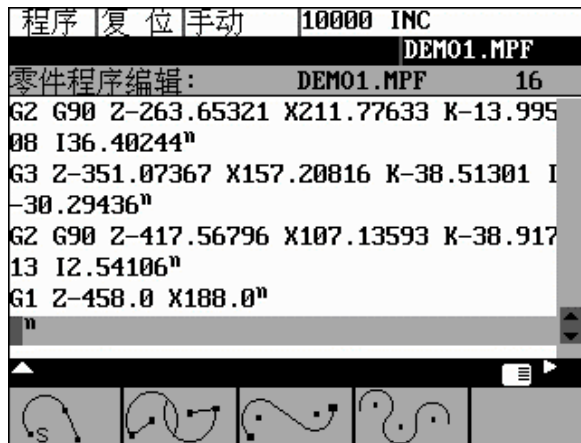 程序 复 位 手动 10000 INC
DEMO1.MPF
零件程序编辑: DEMO1.MPF 16
G2 G90 Z-263.65321 X211.77633 K-13.995
08 I36.40244n
G3 Z-351.07367 X157.20816 K-38.51301 I
-30.29436n
G2 G90 Z-417.56796 X107.13593 K-38.917
13 I2.54106n
G1 Z-458.0 X188.0n
n
S